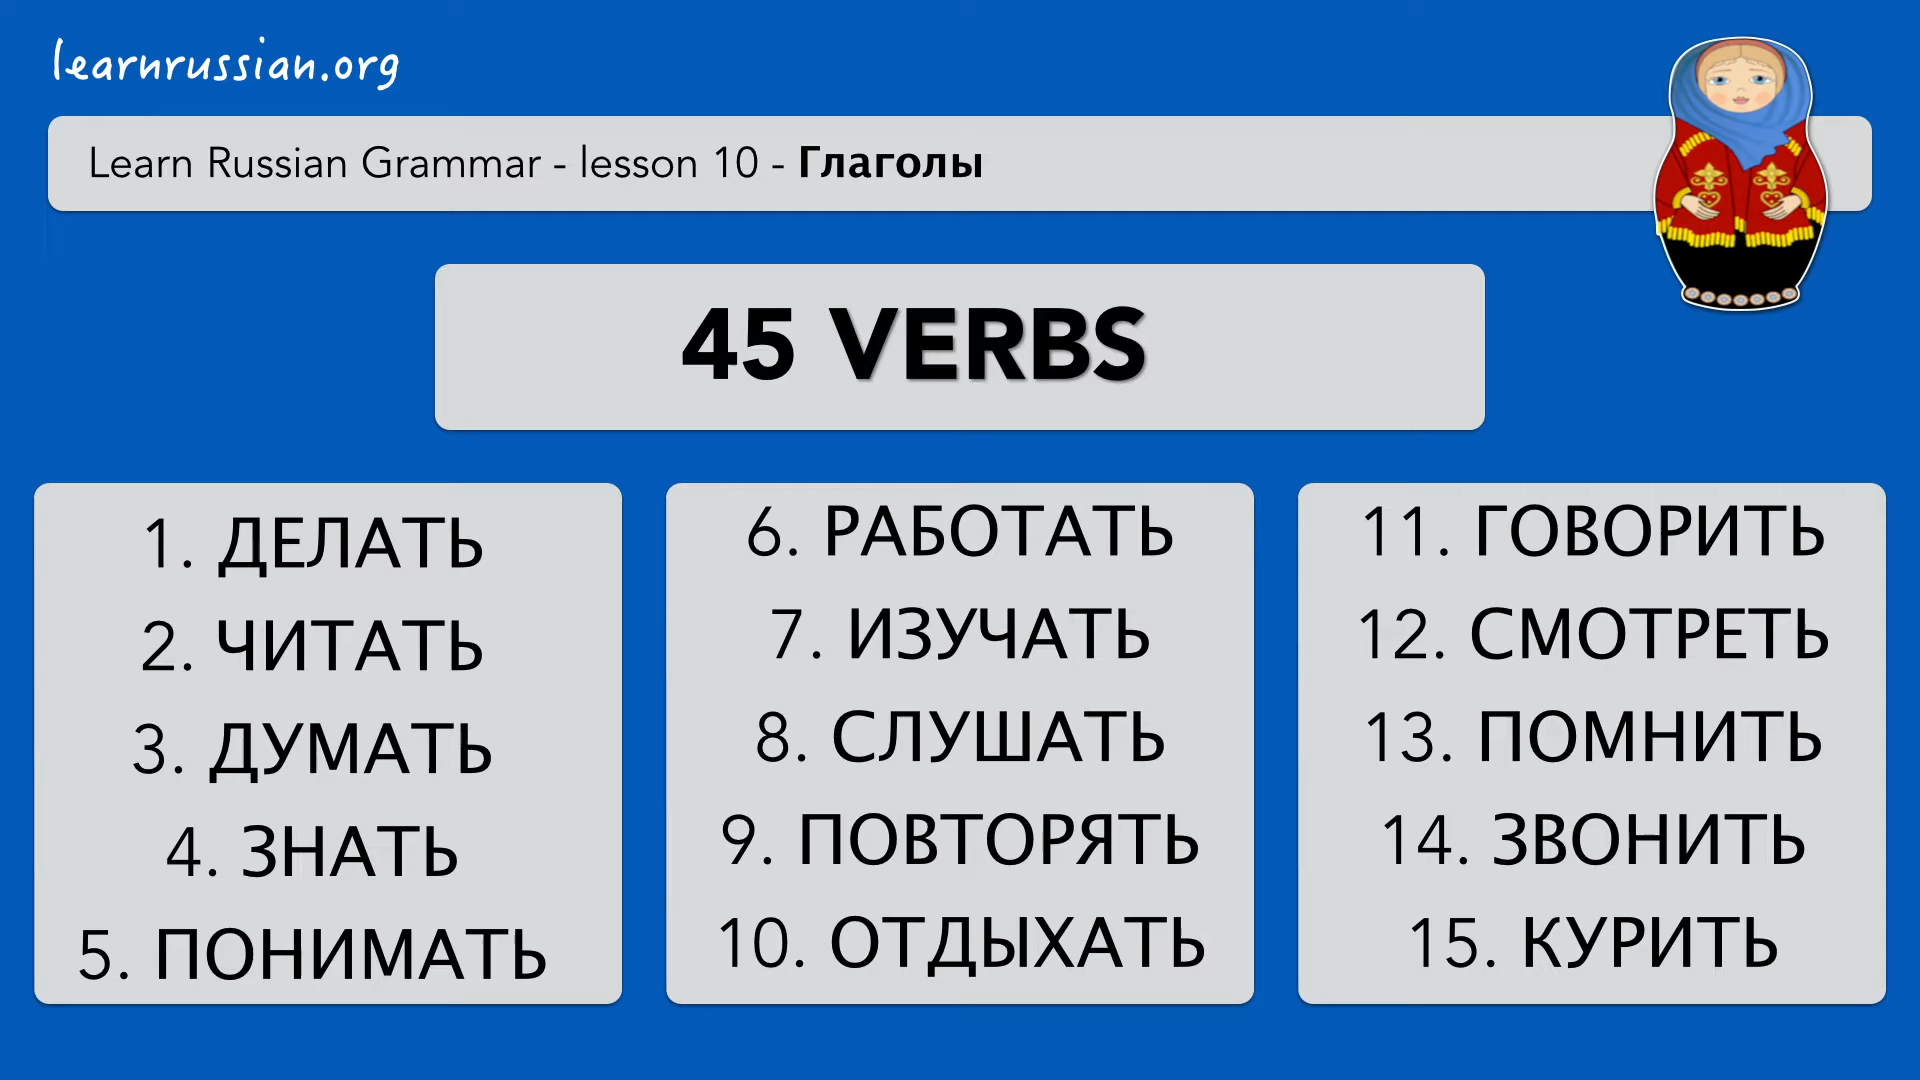 learnrussian.org
Learn Russian Grammar - lesson 10 - Глаголы
45 VERBS
1. ДЕЛАТЬ
2. ЧИТАТЬ
3. ДУМАТЬ
4. ЗНАТЬ
5. ПОНИМАТЬ
6. РАБОТАТЬ
7. ИЗУЧАТЬ
8. СЛУШАТЬ
9. ПОВТОРЯТЬ
10. ОТДЫХАТЬ
11. ГОВОРИТЬ
12. СМОТРЕТЬ
13. ПОМНИТЬ
14. ЗВОНИТЬ
15. КУРИТЬ